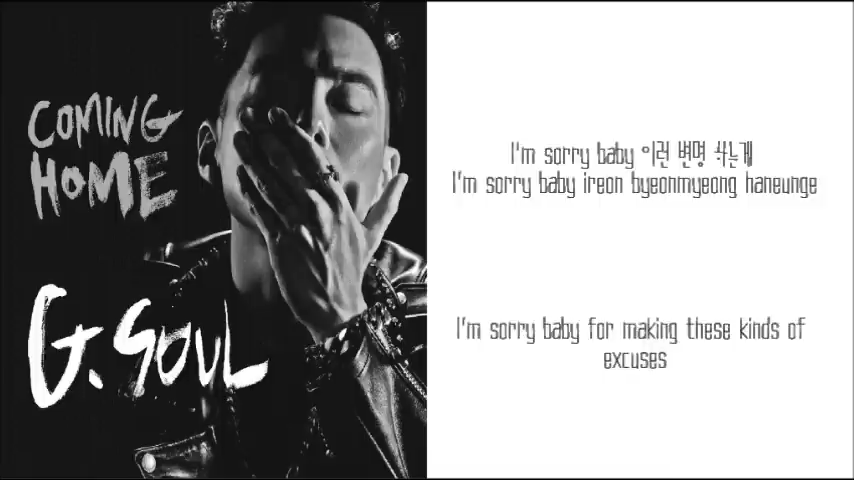 COMING
HOME
G. SOUL
I'm sorry baby 이런 변명 하는게
I'm sorry baby ireon byeonmyeong haneunge
I'm sorry baby for making these kinds of
excuses